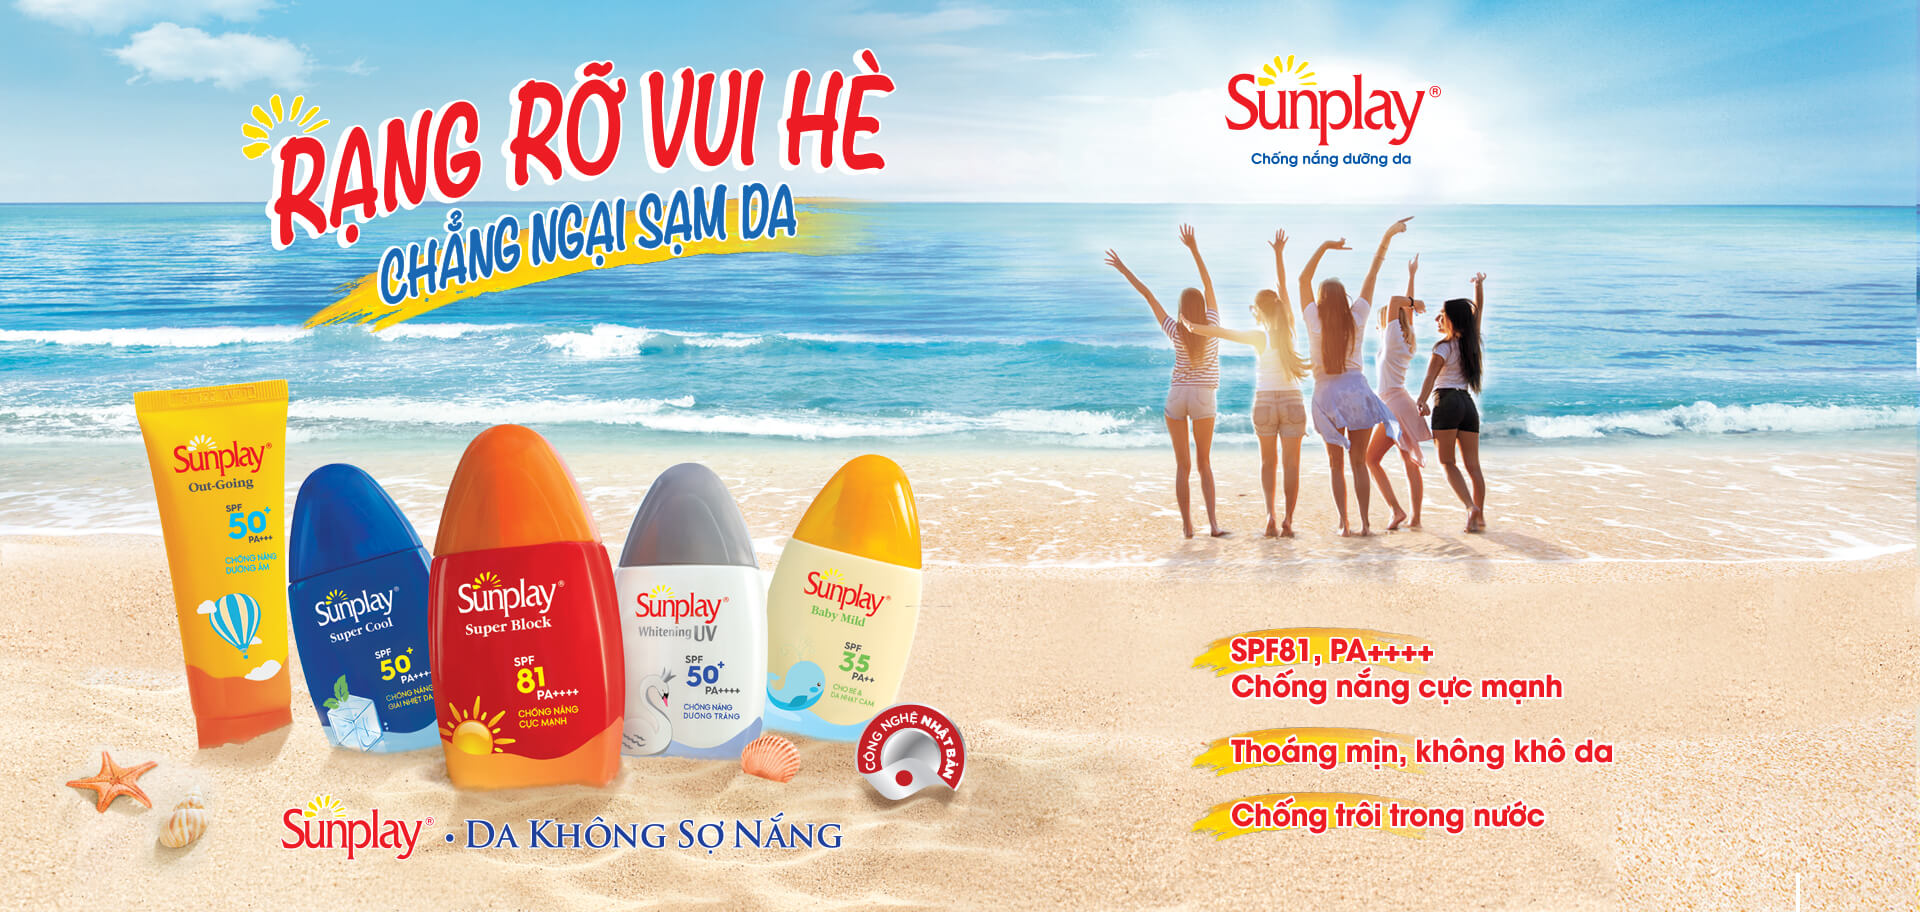 RẠNG RỠ VUI HÈ
CHẲNG NGẠI SẠM DA
Sunplay®
Chống nắng dưỡng da
Sunplay®
Out-Going
SPF
50+
PA+++
CHỐNG NẮNG
DƯỠNG ẨM
Sunplay®
Super Cool
SPF
50+
PA++++
CHỐNG NẮNG
GIẢI NHIỆT DA
Sunplay®
Super Block
SPF
81
PA++++
CHỐNG NẮNG
CỰC MẠNH
Sunplay®
Whitening UV
SPF
50+
PA++++
CHỐNG NẮNG
DƯỠNG TRẮNG
Sunplay®
Baby Mild
SPF
35
PA++
CHO BÉ &
DA NHẠY CẢM
CÔNG NGHỆ NHẬT BẢN
Sunplay® • DA KHÔNG SỢ NẮNG
SPF81, PA++++
Chống nắng cực mạnh
Thoáng mịn, không khô da
Chống trôi trong nước